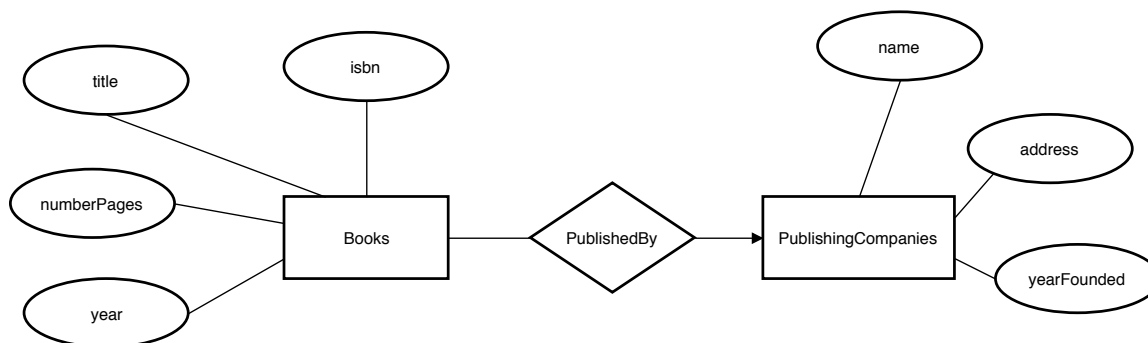 name
isbn
title
address
numberPages
Books
PublishedBy
PublishingCompanies
yearFounded
year